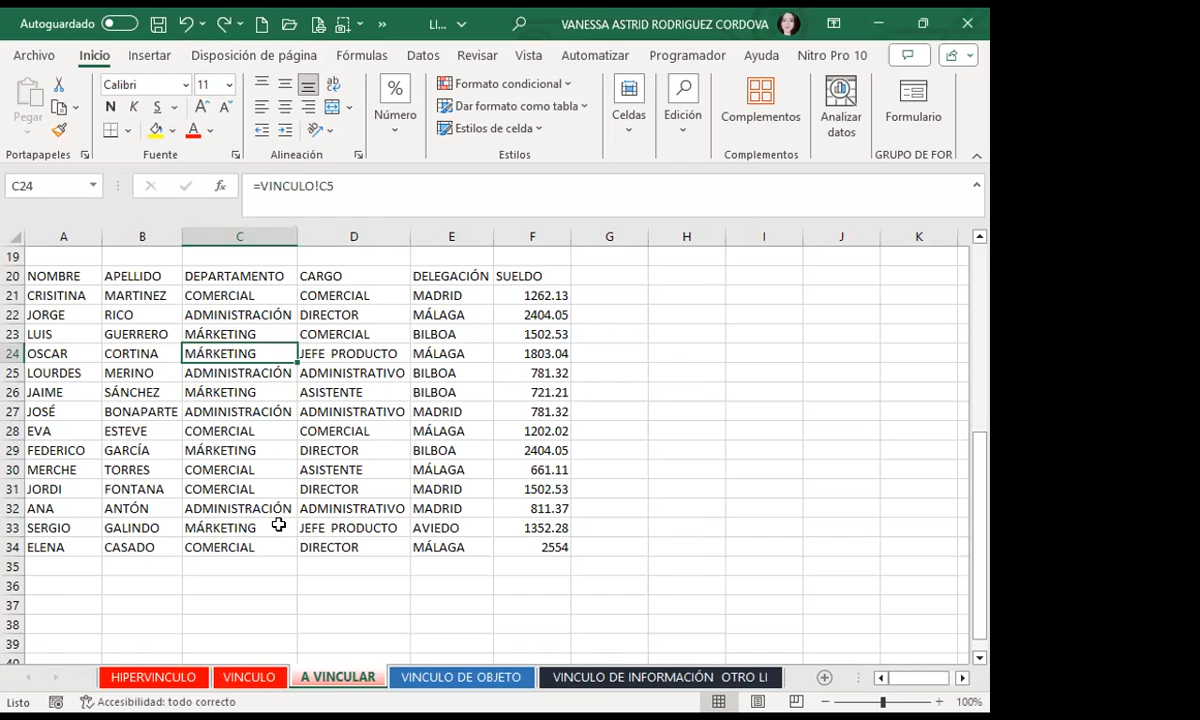 Autoguardado
LI...
VANESSA ASTRID RODRIGUEZ CORDOVA
Archivo Inicio Insertar Disposición de página Fórmulas Datos Revisar Vista Automatizar Programador Ayuda Nitro Pro 10
Pegar
Portapapeles
Calibri 11
N K S
Fuente
Alineación
%
Número
Formato condicional
Dar formato como tabla
Estilos de celda
Estilos
Celdas
Edición
Complementos
Complementos
Analizar
datos
Formulario
GRUPO DE FOR
C24 fx =VINCULO!C5
A B C D E F G H I J K
19
20 NOMBRE APELLIDO DEPARTAMENTO CARGO DELEGACIÓN SUELDO
21 CRISITINA MARTINEZ COMERCIAL COMERCIAL MADRID 1262.13
22 JORGE RICO ADMINISTRACIÓN DIRECTOR MÁLAGA 2404.05
23 LUIS GUERRERO MÁRKETING COMERCIAL BILBOA 1502.53
24 OSCAR CORTINA MÁRKETING JEFE PRODUCTO MÁLAGA 1803.04
25 LOURDES MERINO ADMINISTRACIÓN ADMINISTRATIVO BILBOA 781.32
26 JAIME SÁNCHEZ MÁRKETING ASISTENTE BILBOA 721.21
27 JOSÉ BONAPARTE ADMINISTRACIÓN ADMINISTRATIVO MADRID 781.32
28 EVA ESTEVE COMERCIAL COMERCIAL MÁLAGA 1202.02
29 FEDERICO GARCÍA MÁRKETING DIRECTOR BILBOA 2404.05
30 MERCHE TORRES COMERCIAL ASISTENTE MÁLAGA 661.11
31 JORDI FONTANA COMERCIAL DIRECTOR MADRID 1502.53
32 ANA ANTÓN ADMINISTRACIÓN ADMINISTRATIVO MADRID 811.37
33 SERGIO GALINDO MÁRKETING JEFE PRODUCTO AVIEDO 1352.28
34 ELENA CASADO COMERCIAL DIRECTOR MÁLAGA 2554
35
36
37
38
39
40
HIPERVINCULO VINCULO A VINCULAR VINCULO DE OBJETO VINCULO DE INFORMACIÓN OTRO LI
Listo Accesibilidad: todo correcto 100%